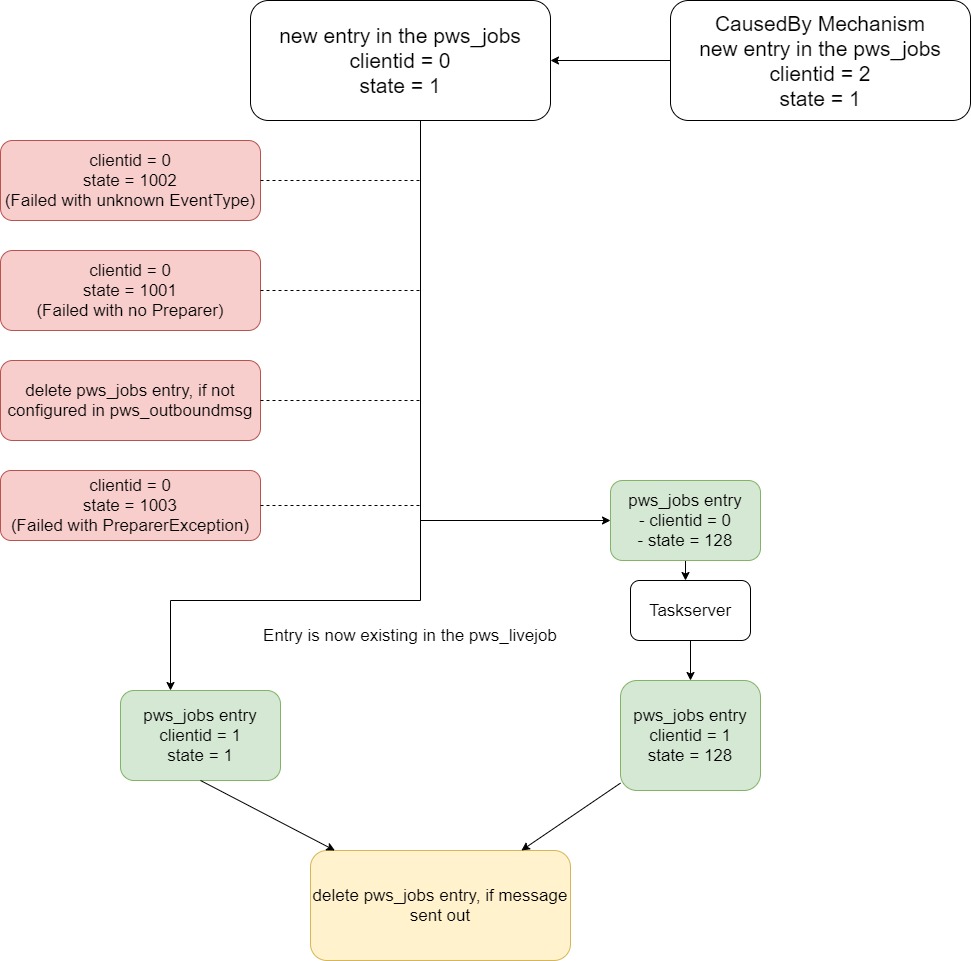 new entry in the pws_jobs
clientid = 0
state = 1
CausedBy Mechanism
new entry in the pws_jobs
clientid = 2
state = 1
clientid = 0
state = 1002
(Failed with unknown EventType)
clientid = 0
state = 1001
(Failed with no Preparer)
delete pws_jobs entry, if not
configured in pws_outboundmsg
clientid = 0
state = 1003
(Failed with PreparerException)
pws_jobs entry
- clientid = 0
- state = 128
Taskserver
Entry is now existing in the pws_livejob
pws_jobs entry
clientid = 1
state = 1
pws_jobs entry
clientid = 1
state = 128
delete pws_jobs entry, if message
sent out